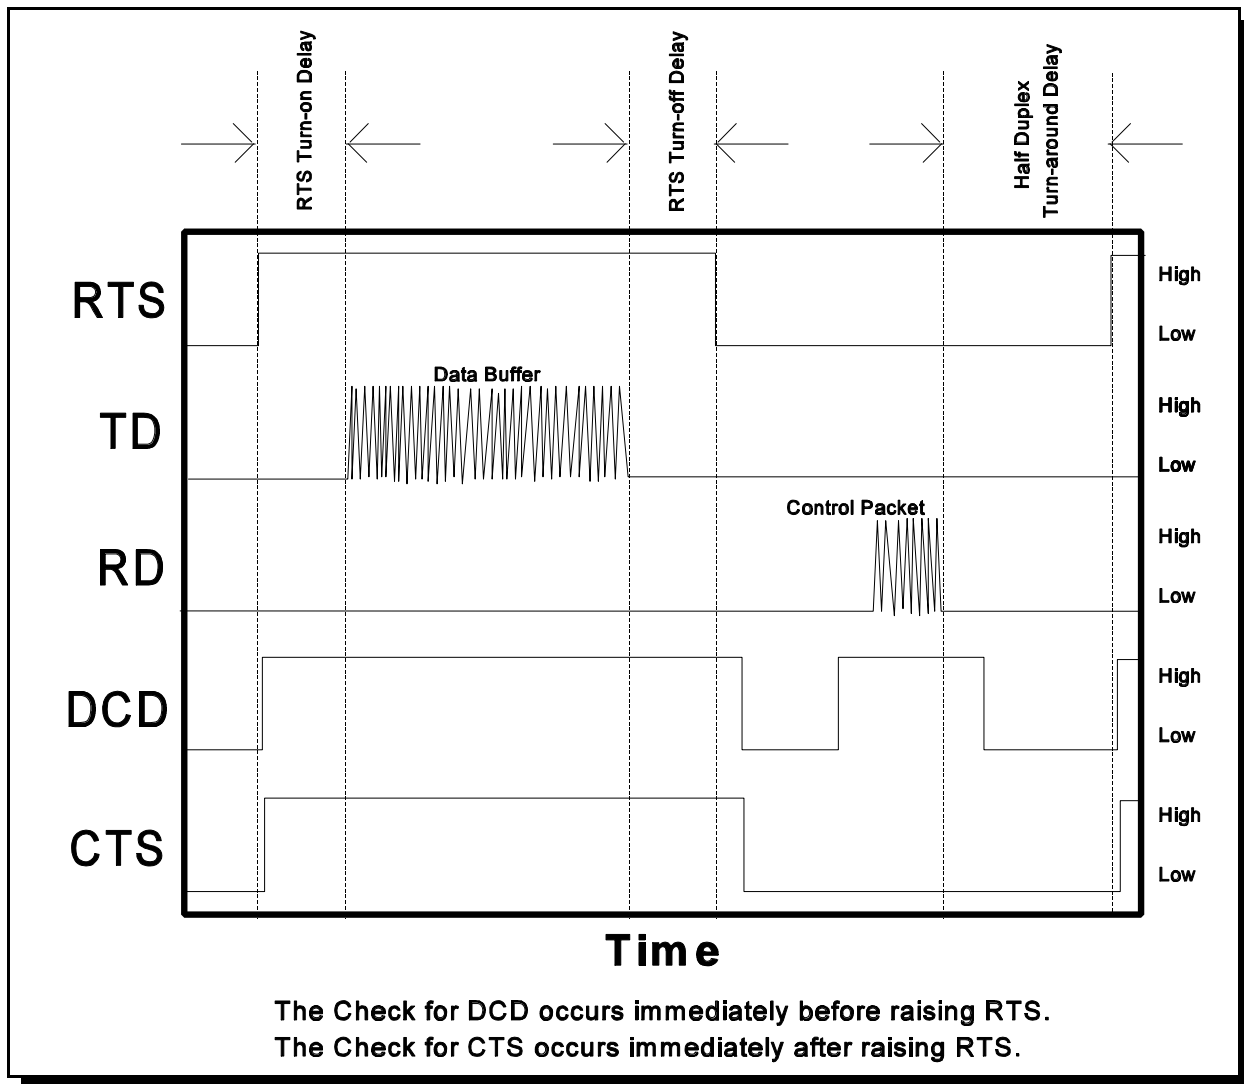 RTS Turn-on Delay
RTS Turn-off Delay
Half Duplex
Turn-around Delay
RTS
High
Low
Data Buffer
TD
High
Low
Control Packet
RD
High
Low
DCD
High
Low
CTS
High
Low
Time
The Check for DCD occurs immediately before raising RTS.
The Check for CTS occurs immediately after raising RTS.